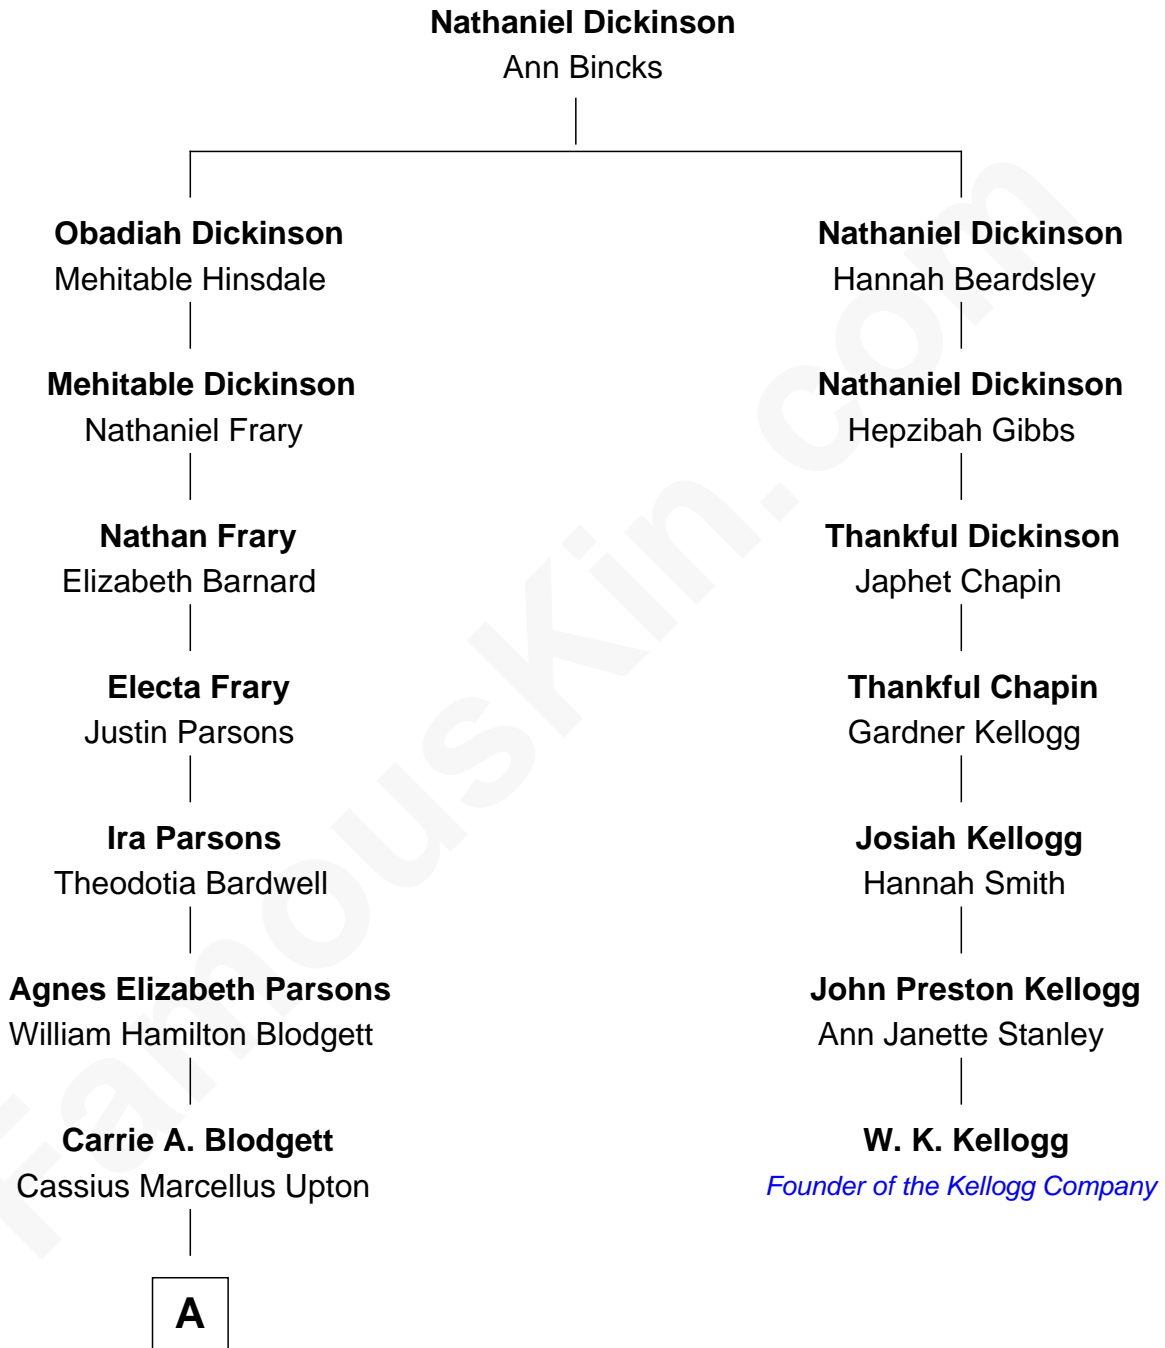 Nathaniel Dickinson
Ann Bincks
Obadiah Dickinson
Mehitable Hinsdale
Mehitable Dickinson
Nathaniel Frary
Nathan Frary
Elizabeth Barnard
Electa Frary
Justin Parsons
Ira Parsons
Theodotia Bardwell
Agnes Elizabeth Parsons
William Hamilton Blodgett
Carrie A. Blodgett
Cassius Marcellus Upton
A
Nathaniel Dickinson
Hannah Beardsley
Nathaniel Dickinson
Hepzibah Gibbs
Thankful Dickinson
Japhet Chapin
Thankful Chapin
Gardner Kellogg
Josiah Kellogg
Hannah Smith
John Preston Kellogg
Ann Janette Stanley
W. K. Kellogg
Founder of the Kellogg Company
FamousKin.com